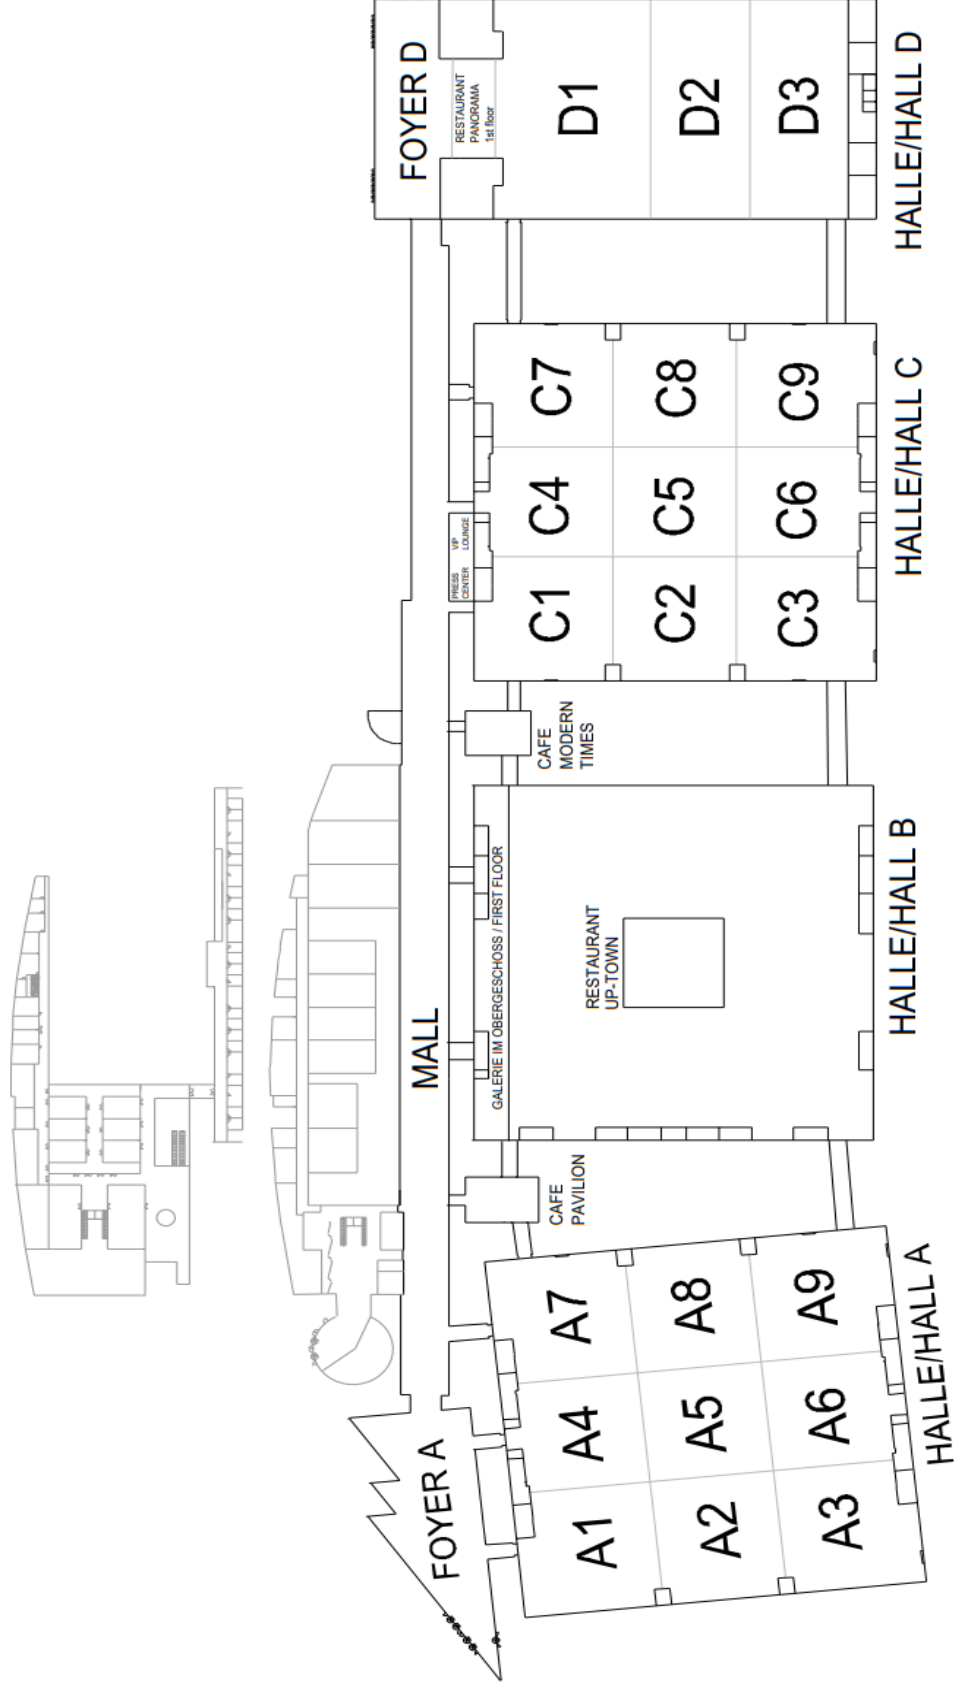 FOYER A
A1
A2
A3
A4
A5
A6
A7
A8
A9
HALLE/HALL A
CAFE
PAVILION
MALL
GALERIE IM OBERGESCHOSS / FIRST FLOOR
RESTAURANT
UP-TOWN
HALLE/HALL B
CAFE
MODERN
TIMES
PRESS
CENTER
VIP
LOUNGE
C1
C2
C3
C4
C5
C6
C7
C8
C9
HALLE/HALL C
FOYER D
RESTAURANT
PANORAMA
1st floor
D1
D2
D3
HALLE/HALL D